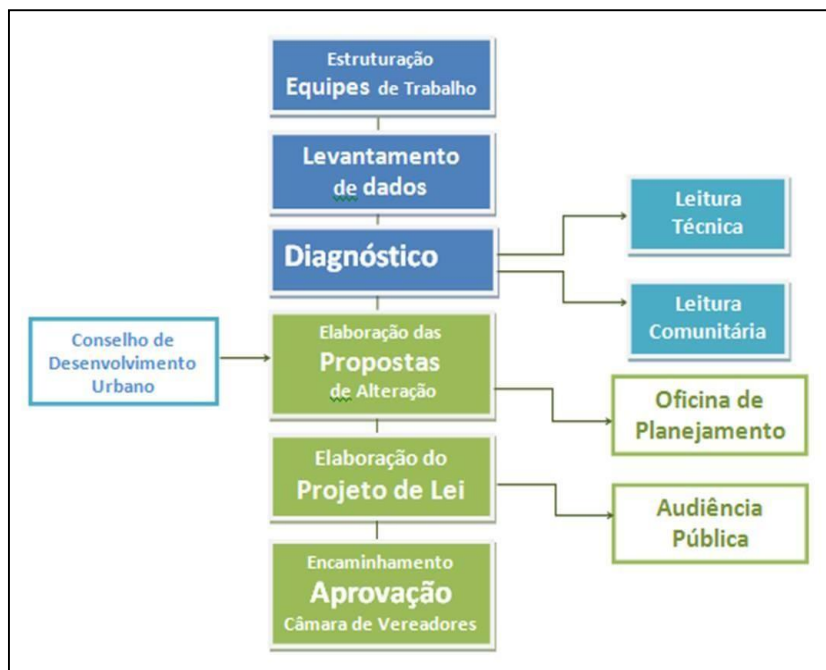 Estruturação
Equipes de Trabalho
Levantamento
de dados
Diagnóstico
Leitura
Técnica
Leitura
Comunitária
Conselho de
Desenvolvimento
Urbano
Elaboração das
Propostas
de Alteração
Oficina de
Planejamento
Elaboração do
Projeto de Lei
Audiência
Pública
Encaminhamento
Aprovação
Câmara de Vereadores